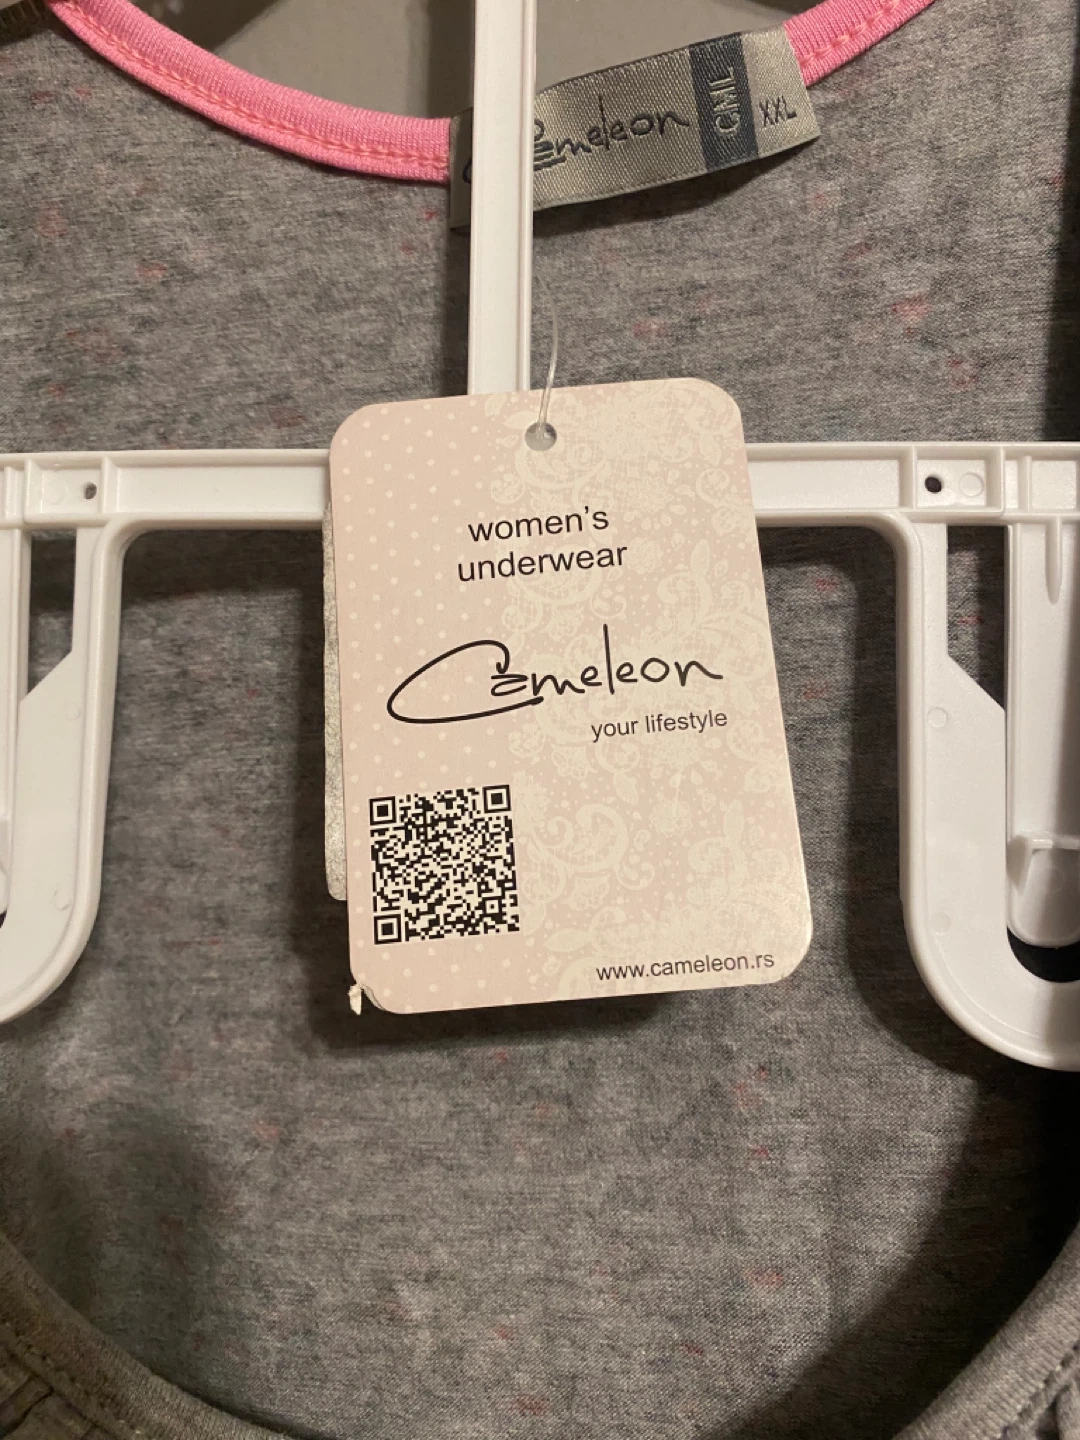 Cameleon CML XXL
women's
underwear
Cameleon
your lifestyle
www.cameleon.rs